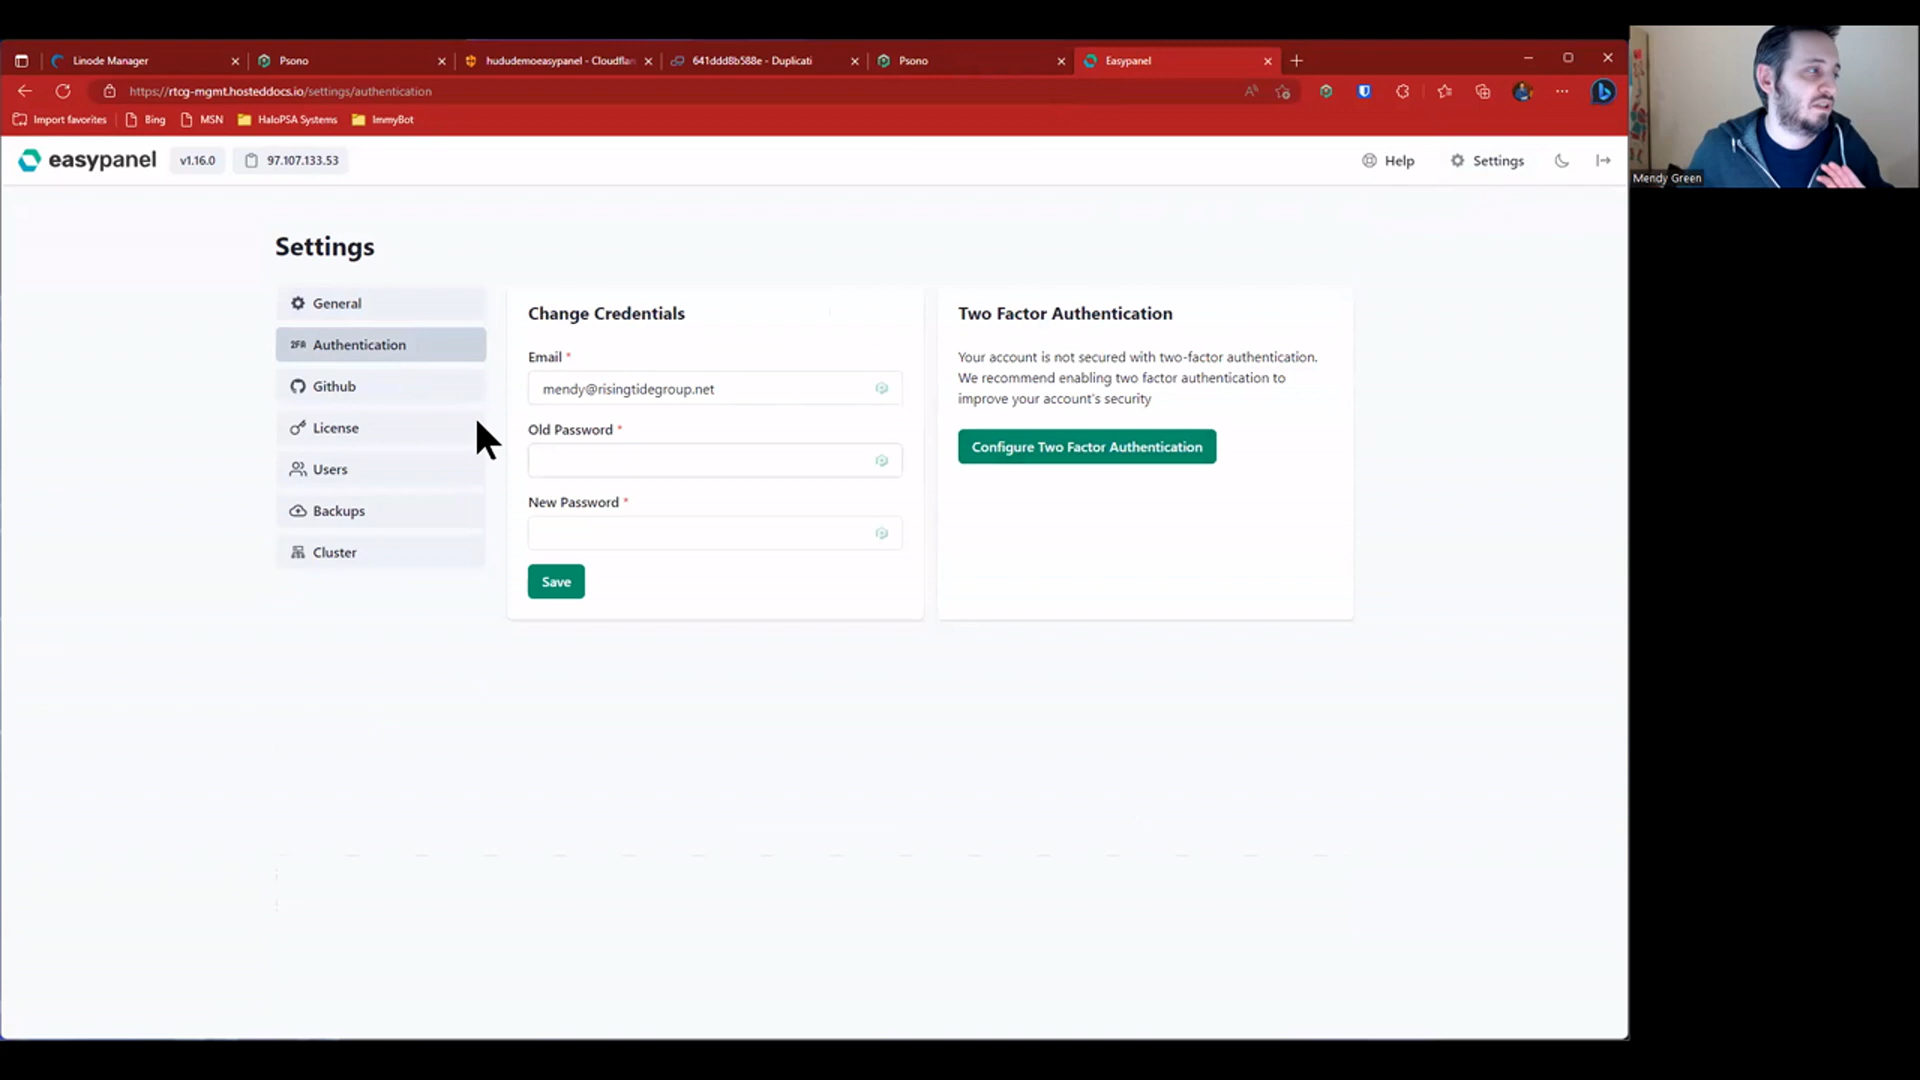 Linode Manager
Psono
hududemoeasypanel - Cloudflar
641ddd8b588e - Duplicati
Psono
Easypanel
https://rtcg-mgmt.hosteddocs.io/settings/authentication
Import favorites
Bing
MSN
HaloPSA Systems
ImmyBot
easypanel
v1.16.0
97.107.133.53
Help
Settings
Mendy Green
Settings
General
2FA Authentication
Github
License
Users
Backups
Cluster
Change Credentials
Email *
mendy@risingtidegroup.net
Old Password *
New Password *
Save
Two Factor Authentication
Your account is not secured with two-factor authentication.
We recommend enabling two factor authentication to
improve your account's security
Configure Two Factor Authentication